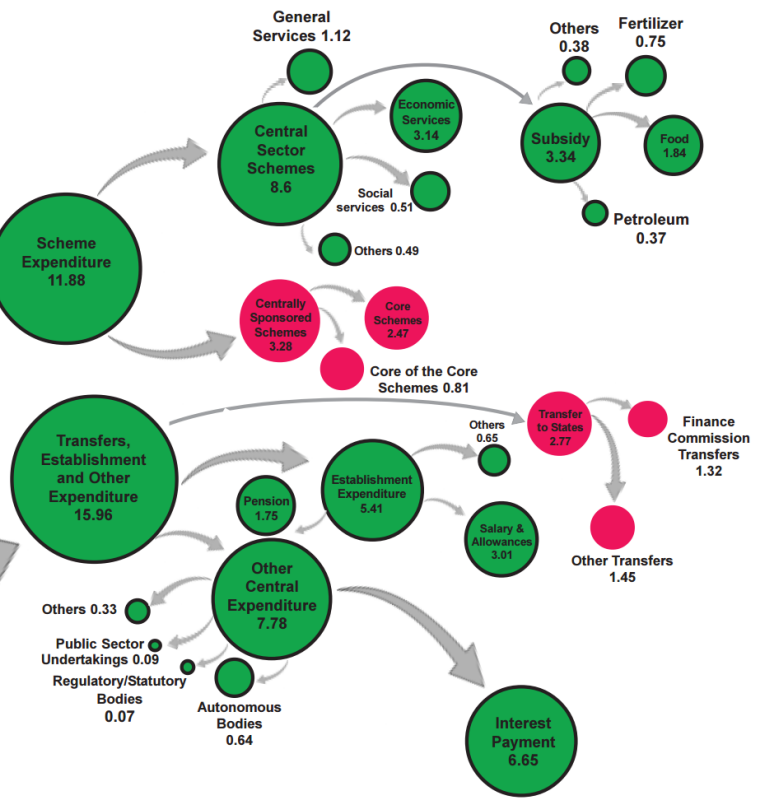 General
Services 1.12
Others
0.38
Fertilizer
0.75
Central
Sector
Schemes
8.6
Economic
Services
3.14
Subsidy
3.34
Food
1.84
Social
services 0.51
Petroleum
0.37
Others 0.49
Scheme
Expenditure
11.88
Centrally
Sponsored
Schemes
3.28
Core
Schemes
2.47
Core of the Core
Schemes 0.81
Transfers,
Establishment
and Other
Expenditure
15.96
Transfer
to States
2.77
Finance
Commission
Transfers
1.32
Others
0.65
Establishment
Expenditure
5.41
Pension
1.75
Salary &
Allowances
3.01
Other Transfers
1.45
Other
Central
Expenditure
7.78
Others 0.33
Public Sector
Undertakings 0.09
Regulatory/Statutory
Bodies
0.07
Autonomous
Bodies
0.64
Interest
Payment
6.65